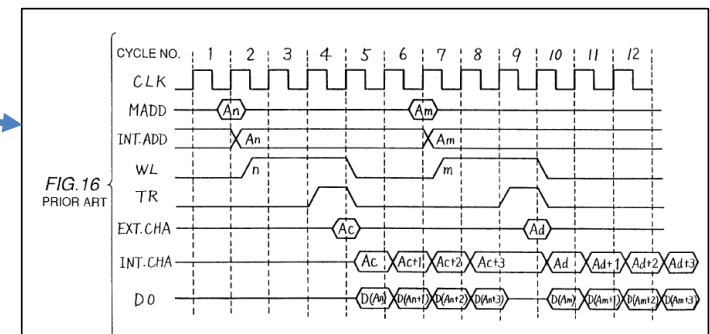 CYCLE NO. 1 2 3 4 5 6 7 8 9 10 11 12
CLK
MADD An Am
INT.ADD An Am
WL n m
FIG.16
TR
PRIOR ART
EXT.CHA Ac Ad
INT.CHA Ac Ac+1 Ac+2 Ac+3 Ad Ad+1 Ad+2 Ad+3
DO D(An) D(An+1) D(An+2) D(An+3) D(Am) D(Am+1) D(Am+2) D(Am+3)